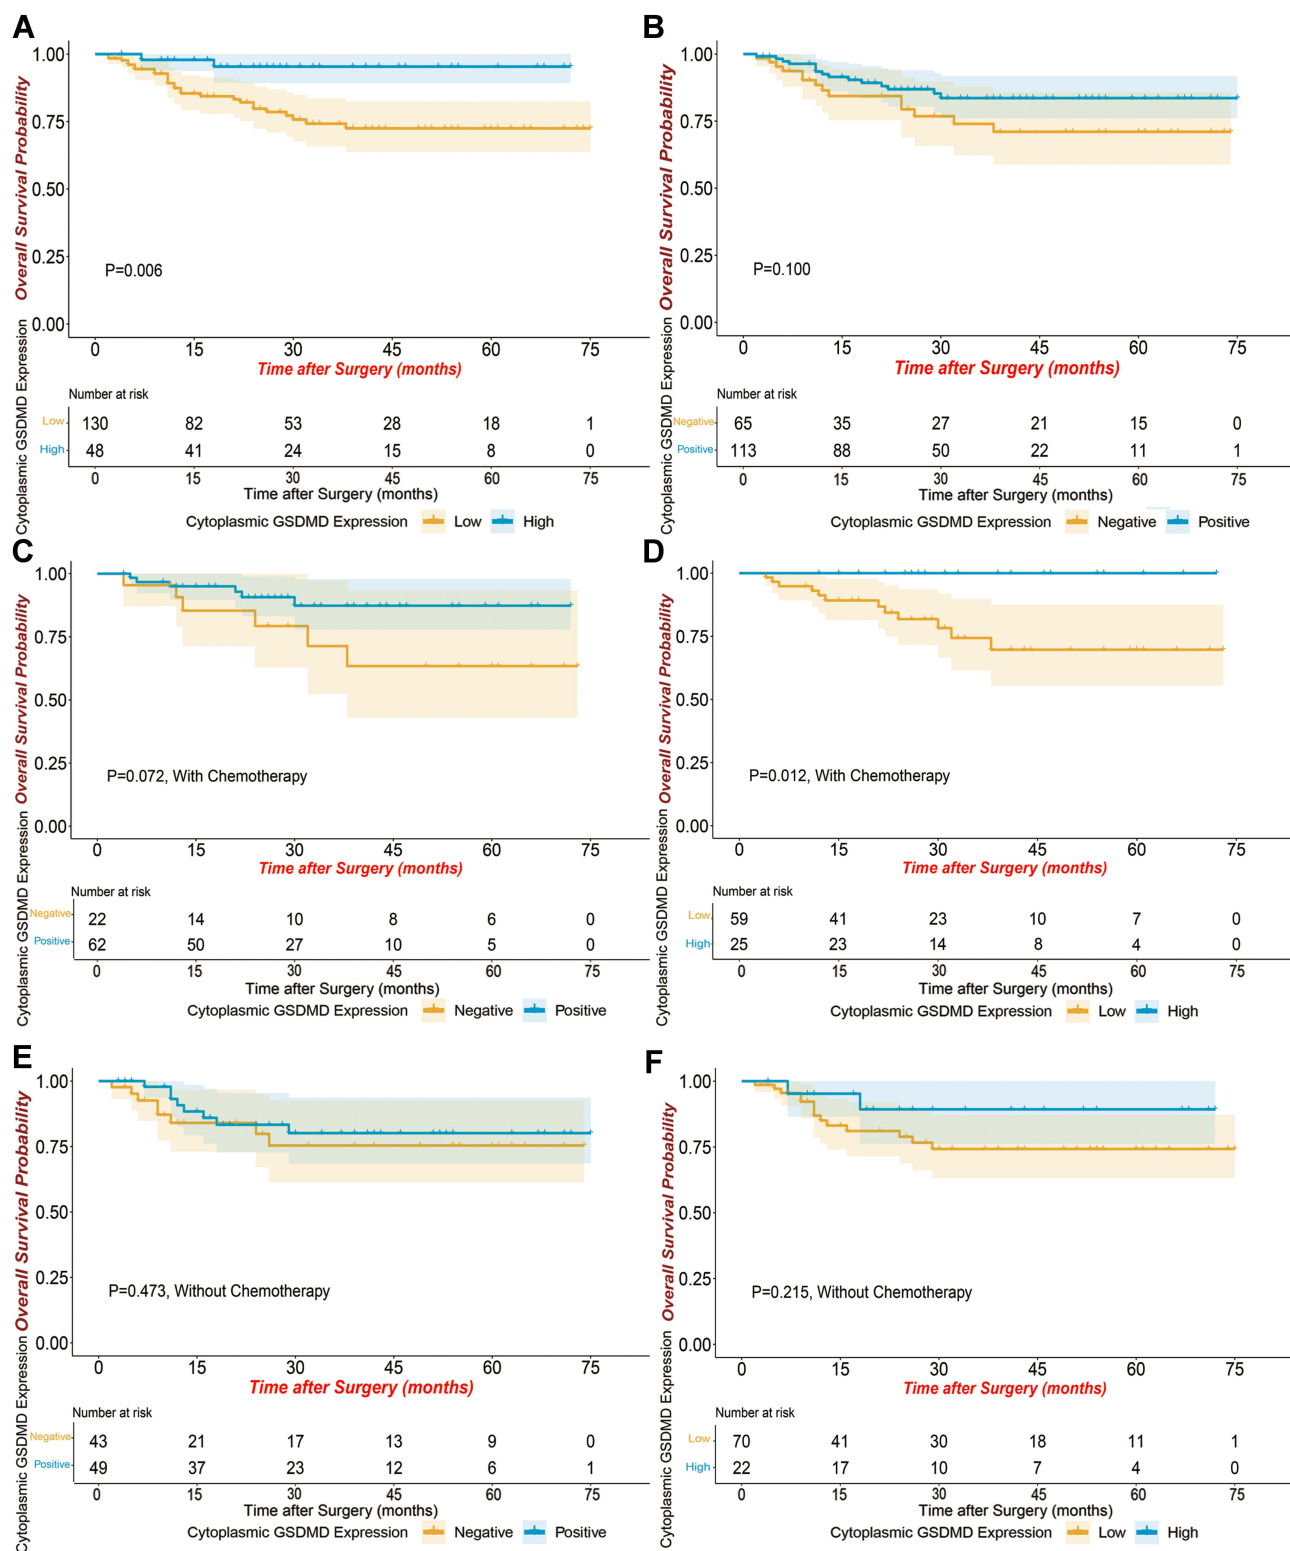 A
Overall Survival Probability
1.00
0.75
0.50
0.25
0.00
P=0.006
0 15 30 45 60 75
Time after Surgery (months)
Cytoplasmic GSDMD Expression
Number at risk
Low 130 82 53 28 18 1
High 48 41 24 15 8 0
0 15 30 45 60 75
Time after Surgery (months)
Cytoplasmic GSDMD Expression Low High
B
Overall Survival Probability
1.00
0.75
0.50
0.25
0.00
P=0.100
0 15 30 45 60 75
Time after Surgery (months)
Cytoplasmic GSDMD Expression
Number at risk
Negative 65 35 27 21 15 0
Positive 113 88 50 22 11 1
0 15 30 45 60 75
Time after Surgery (months)
Cytoplasmic GSDMD Expression Negative Positive
C
Overall Survival Probability
1.00
0.75
0.50
0.25
0.00
P=0.072, With Chemotherapy
0 15 30 45 60 75
Time after Surgery (months)
Cytoplasmic GSDMD Expression
Number at risk
Negative 22 14 10 8 6 0
Positive 62 50 27 10 5 0
0 15 30 45 60 75
Time after Surgery (months)
Cytoplasmic GSDMD Expression Negative Positive
D
Overall Survival Probability
1.00
0.75
0.50
0.25
0.00
P=0.012, With Chemotherapy
0 15 30 45 60 75
Time after Surgery (months)
Cytoplasmic GSDMD Expression
Number at risk
Low 59 41 23 10 7 0
High 25 23 14 8 4 0
0 15 30 45 60 75
Time after Surgery (months)
Cytoplasmic GSDMD Expression Low High
E
Overall Survival Probability
1.00
0.75
0.50
0.25
0.00
P=0.473, Without Chemotherapy
0 15 30 45 60 75
Time after Surgery (months)
Cytoplasmic GSDMD Expression
Number at risk
Negative 43 21 17 13 9 0
Positive 49 37 23 12 6 1
0 15 30 45 60 75
Time after Surgery (months)
Cytoplasmic GSDMD Expression Negative Positive
F
Overall Survival Probability
1.00
0.75
0.50
0.25
0.00
P=0.215, Without Chemotherapy
0 15 30 45 60 75
Time after Surgery (months)
Cytoplasmic GSDMD Expression
Number at risk
Low 70 41 30 18 11 1
High 22 17 10 7 4 0
0 15 30 45 60 75
Time after Surgery (months)
Cytoplasmic GSDMD Expression Low High